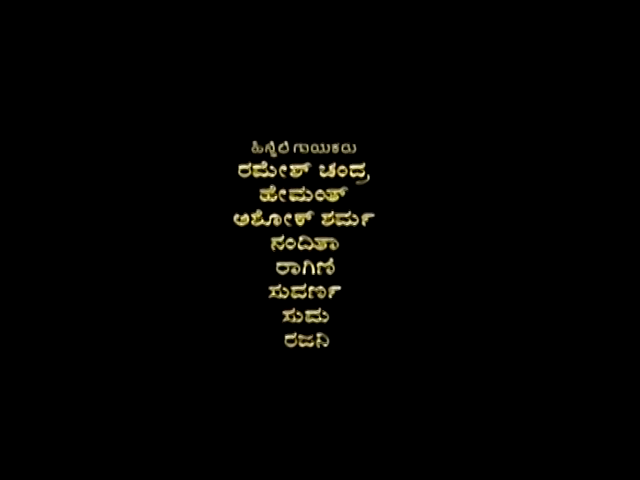 ಹಿನ್ನೆಲೆ ಗಾಯಕರು
ರಮೇಶ್ ಚಂದ್ರ
ಹೇಮಂತ್
ಅಶೋಕ್ ಶರ್ಮ
ನಂದಿತಾ
ರಾಗಿಣಿ
ಸುವರ್ಣ
ಸುಮ
ರಜನಿ